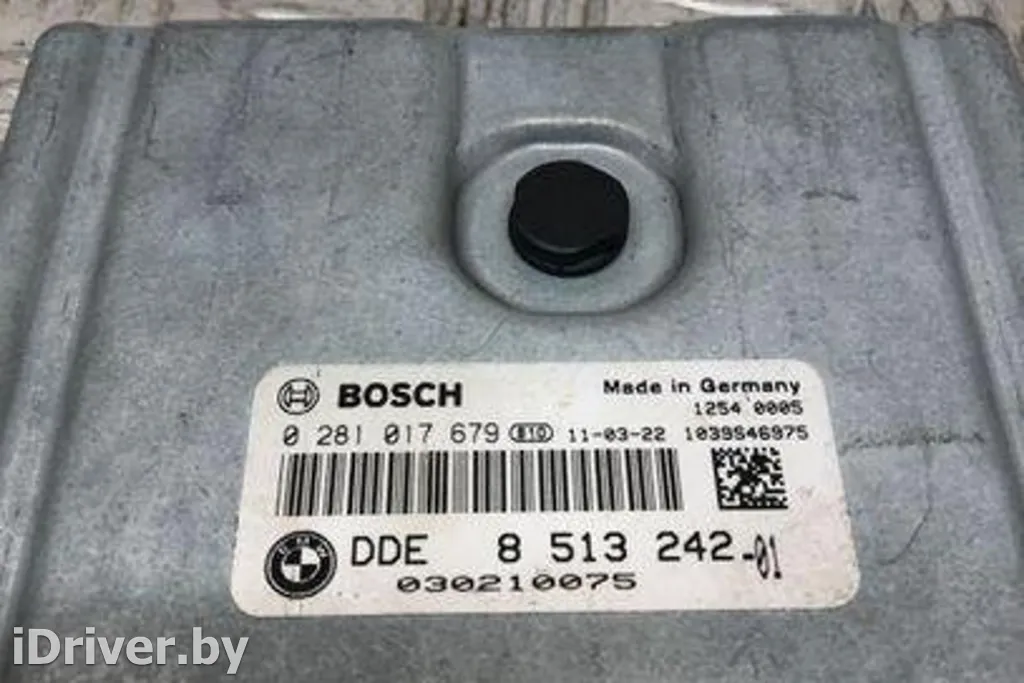 BOSCH
Made in Germany
1254 0005
0 281 017 679 B10 11-03-22 1039S46975
DDE 8 513 242-01
030210075
iDriver.by